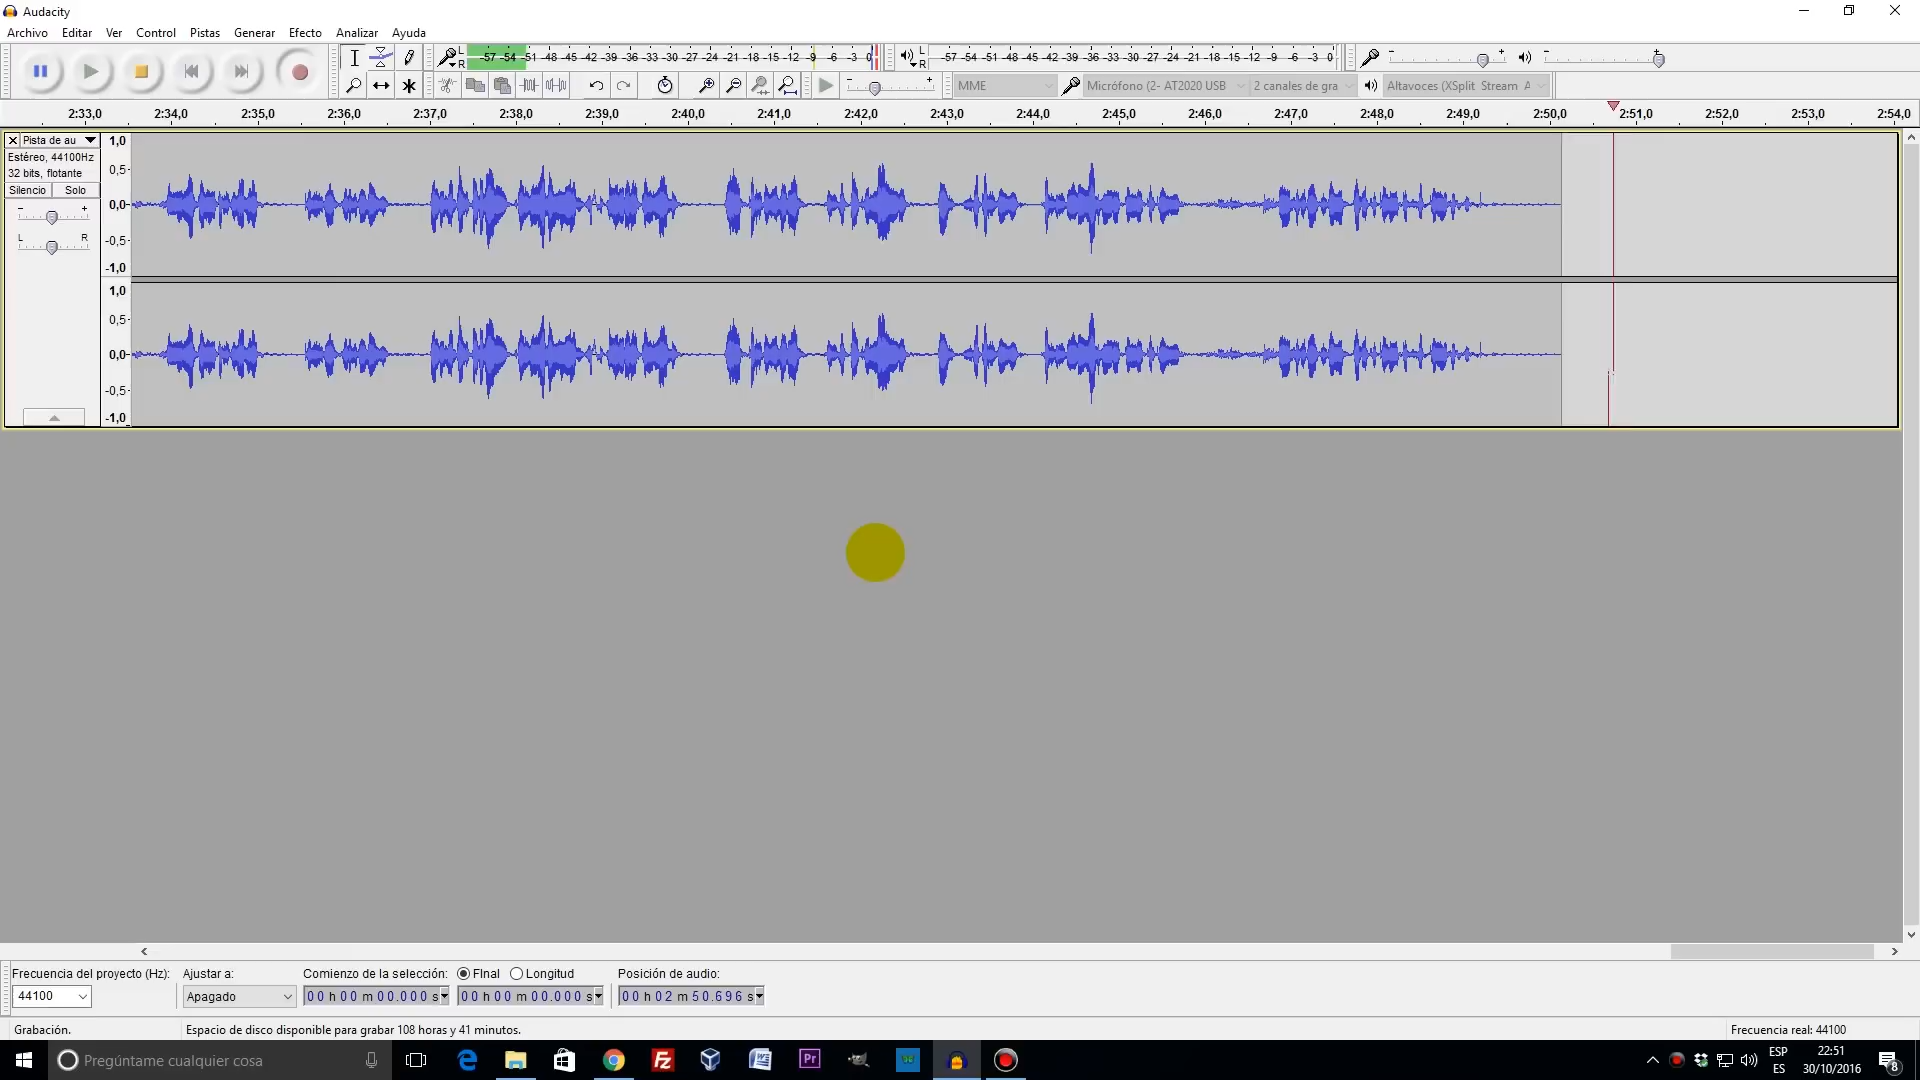 Audacity
Archivo Editar Ver Control Pistas Generar Efecto Analizar Ayuda
L R -57 -54 -51 -48 -45 -42 -39 -36 -33 -30 -27 -24 -21 -18 -15 -12 -9 -6 -3 0 L R -57 -54 -51 -48 -45 -42 -39 -36 -33 -30 -27 -24 -21 -18 -15 -12 -9 -6 -3 0 - + - +
- + MME Micrófono (2- AT2020 USB 2 canales de gra Altavoces (XSplit Stream A
2:33,0 2:34,0 2:35,0 2:36,0 2:37,0 2:38,0 2:39,0 2:40,0 2:41,0 2:42,0 2:43,0 2:44,0 2:45,0 2:46,0 2:47,0 2:48,0 2:49,0 2:50,0 2:51,0 2:52,0 2:53,0 2:54,0
Pista de au
Estéreo, 44100Hz
32 bits, flotante
Silencio Solo
- +
L R
1,0
0,5
0,0
-0,5
-1,0
1,0
0,5
0,0
-0,5
-1,0
Frecuencia del proyecto (Hz): Ajustar a: Comienzo de la selección: FInal Longitud Posición de audio:
44100 Apagado 00 h 00 m 00.000 s 00 h 00 m 00.000 s 00 h 02 m 50.696 s
Grabación. Espacio de disco disponible para grabar 108 horas y 41 minutos. Frecuencia real: 44100
Pregúntame cualquier cosa
ESP
ES
22:51
30/10/2016
8